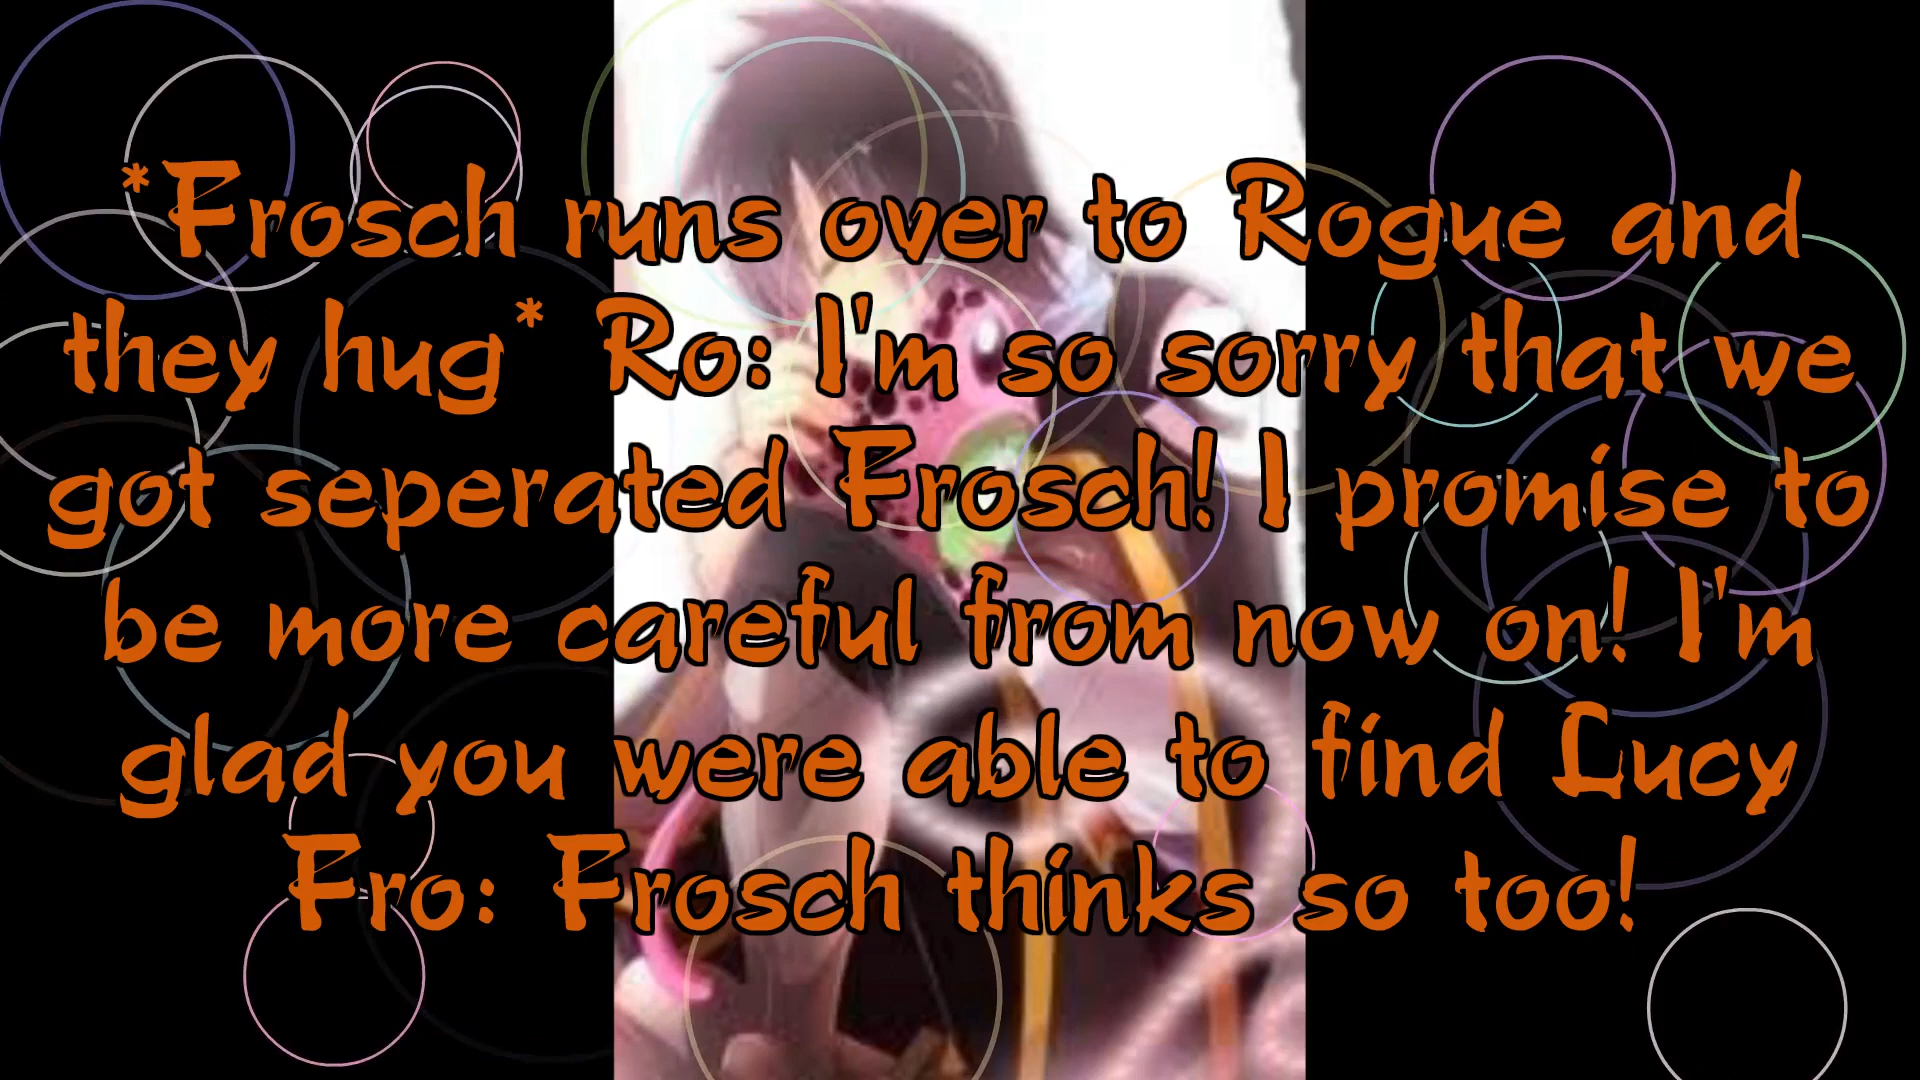 *Frosch runs over to Rogue and
they hug* Ro: I'm so sorry that we
got seperated Frosch! I promise to
be more careful from now on! I'm
glad you were able to find Lucy
Fro: Frosch thinks so too!